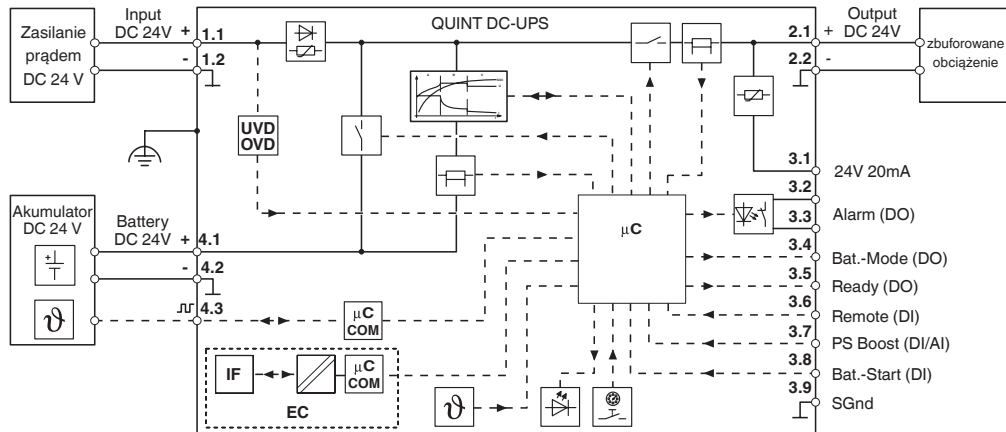 QUINT DC-UPS
Zasilanie
prądem
DC 24 V
Input
DC 24V
+
-
1.1
1.2
UVD
OVD
Akumulator
DC 24 V
+
ϑ
Battery
DC 24V
+
-
4.1
4.2
4.3
µC
COM
IF
µC
COM
EC
ϑ
µC
2.1
2.2
Output
DC 24V
+
-
zbuforowane
obciążenie
3.1
24V 20mA
3.2
3.3
Alarm (DO)
3.4
Bat.-Mode (DO)
3.5
Ready (DO)
3.6
Remote (DI)
3.7
PS Boost (DI/AI)
3.8
Bat.-Start (DI)
3.9
SGnd